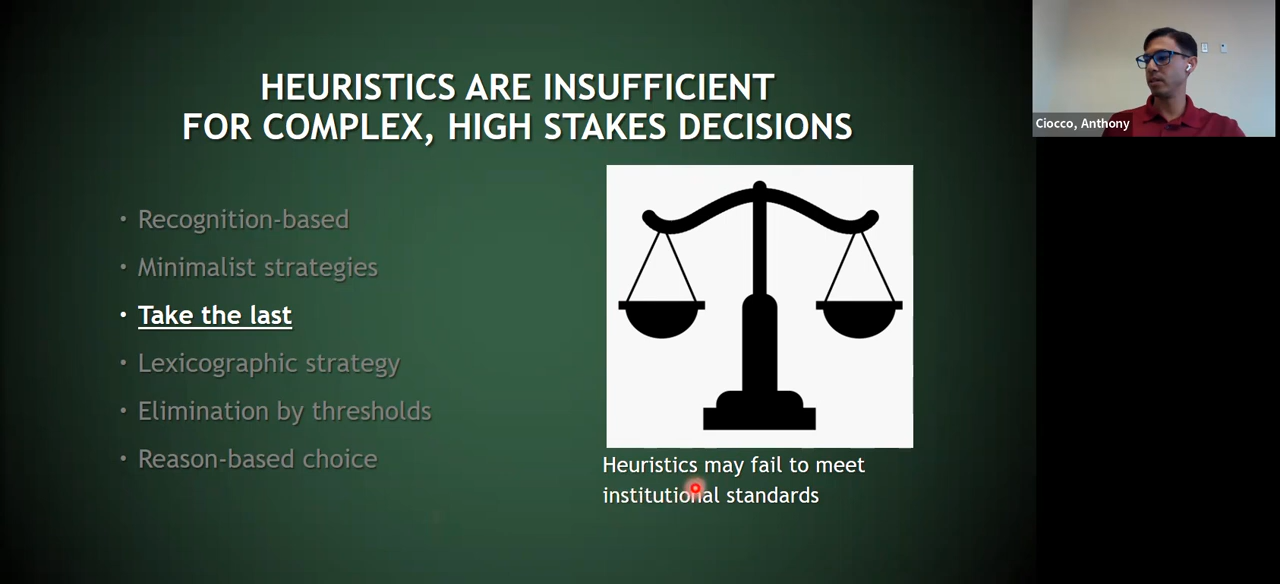 HEURISTICS ARE INSUFFICIENT
FOR COMPLEX, HIGH STAKES DECISIONS
• Recognition-based
• Minimalist strategies
• Take the last
• Lexicographic strategy
• Elimination by thresholds
• Reason-based choice
Heuristics may fail to meet
institutional standards
Ciocco, Anthony